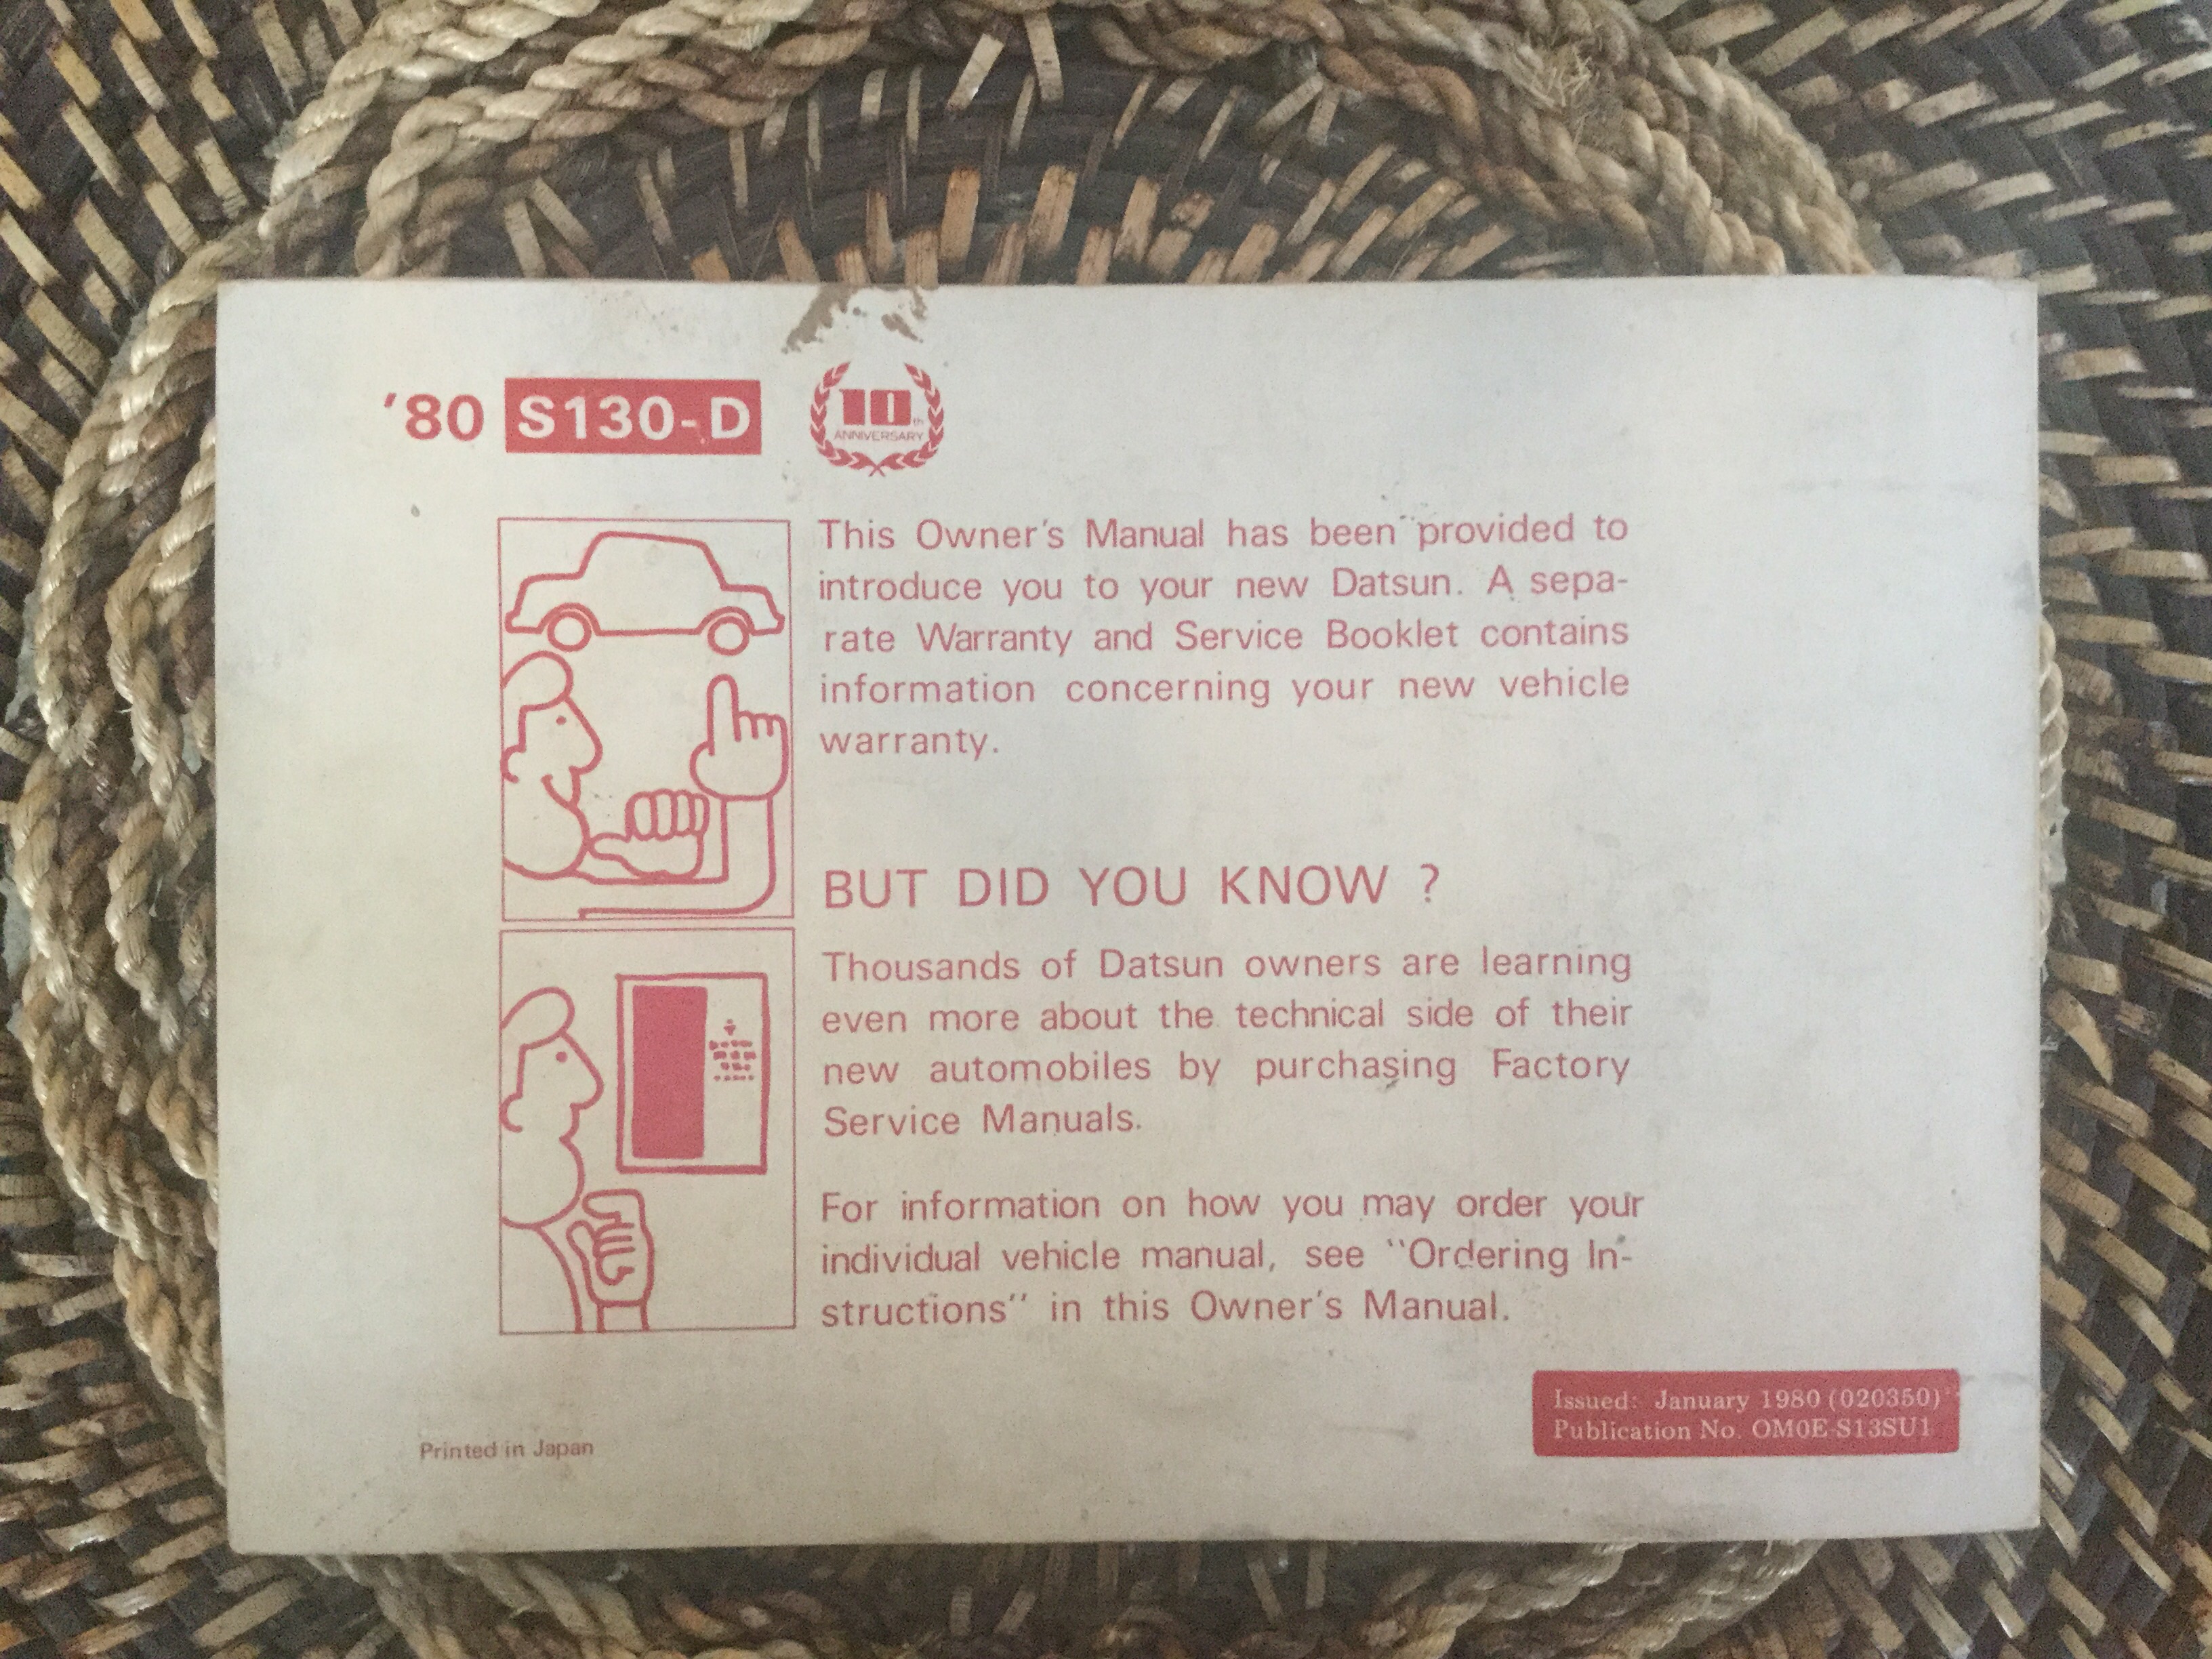 '80 S130-D
10th
ANNIVERSARY
This Owner's Manual has been provided to
introduce you to your new Datsun. A sepa-
rate Warranty and Service Booklet contains
information concerning your new vehicle
warranty.
BUT DID YOU KNOW ?
Thousands of Datsun owners are learning
even more about the technical side of their
new automobiles by purchasing Factory
Service Manuals.
For information on how you may order your
individual vehicle manual, see "Ordering In-
structions" in this Owner's Manual.
Issued: January 1980 (020350)
Publication No. OM0E-S13SU1
Printed in Japan